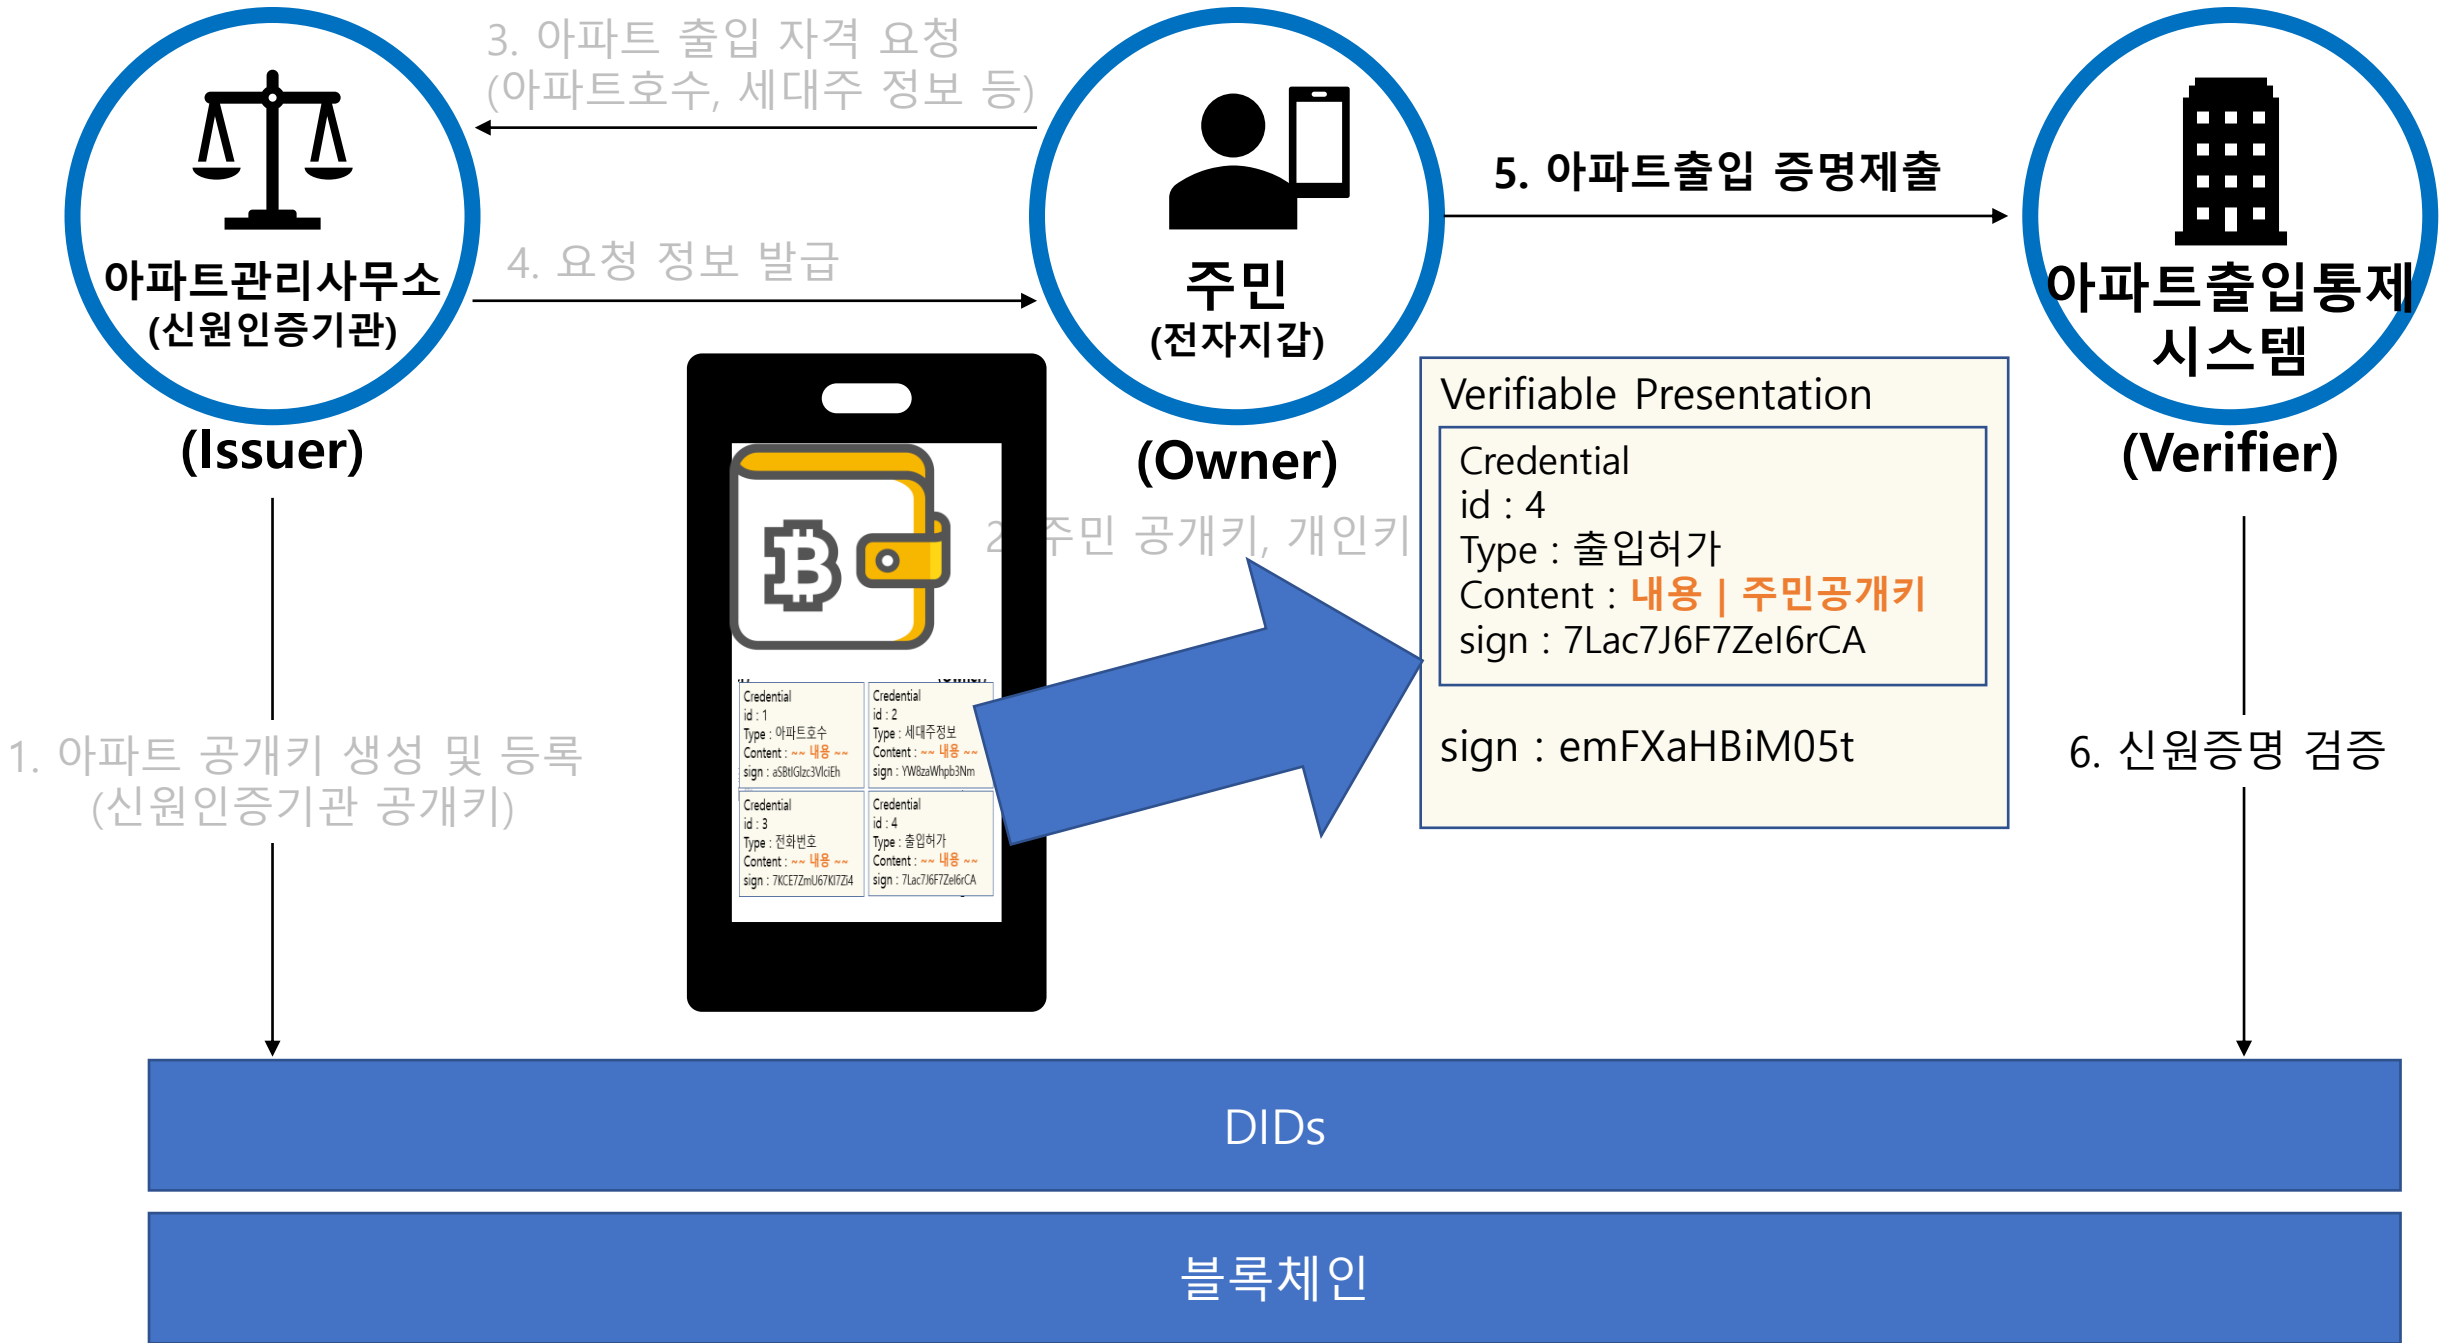 3. 아파트 출입 자격 요청
(아파트호수, 세대주 정보 등)
4. 요청 정보 발급
5. 아파트출입 증명제출
아파트관리사무소
(신원인증기관)
(Issuer)
주민
(전자지갑)
(Owner)
아파트출입통제
시스템
(Verifier)
2. 주민 공개키, 개인키
Verifiable Presentation
Credential
id : 4
Type : 출입허가
Content : 내용 | 주민공개키
sign : 7Lac7J6F7ZeI6rCA
sign : emFXaHBiM05t
Credential
id : 1
Type : 아파트호수
Content : ~~ 내용 ~~
sign : aSBtIGlzc3VlciEh
Credential
id : 2
Type : 세대주정보
Content : ~~ 내용 ~~
sign : YW8zaWhpb3Nm
Credential
id : 3
Type : 전화번호
Content : ~~ 내용 ~~
sign : 7KCE7ZmU67KI7Zi4
Credential
id : 4
Type : 출입허가
Content : ~~ 내용 ~~
sign : 7Lac7J6F7ZeI6rCA
1. 아파트 공개키 생성 및 등록
(신원인증기관 공개키)
6. 신원증명 검증
DIDs
블록체인